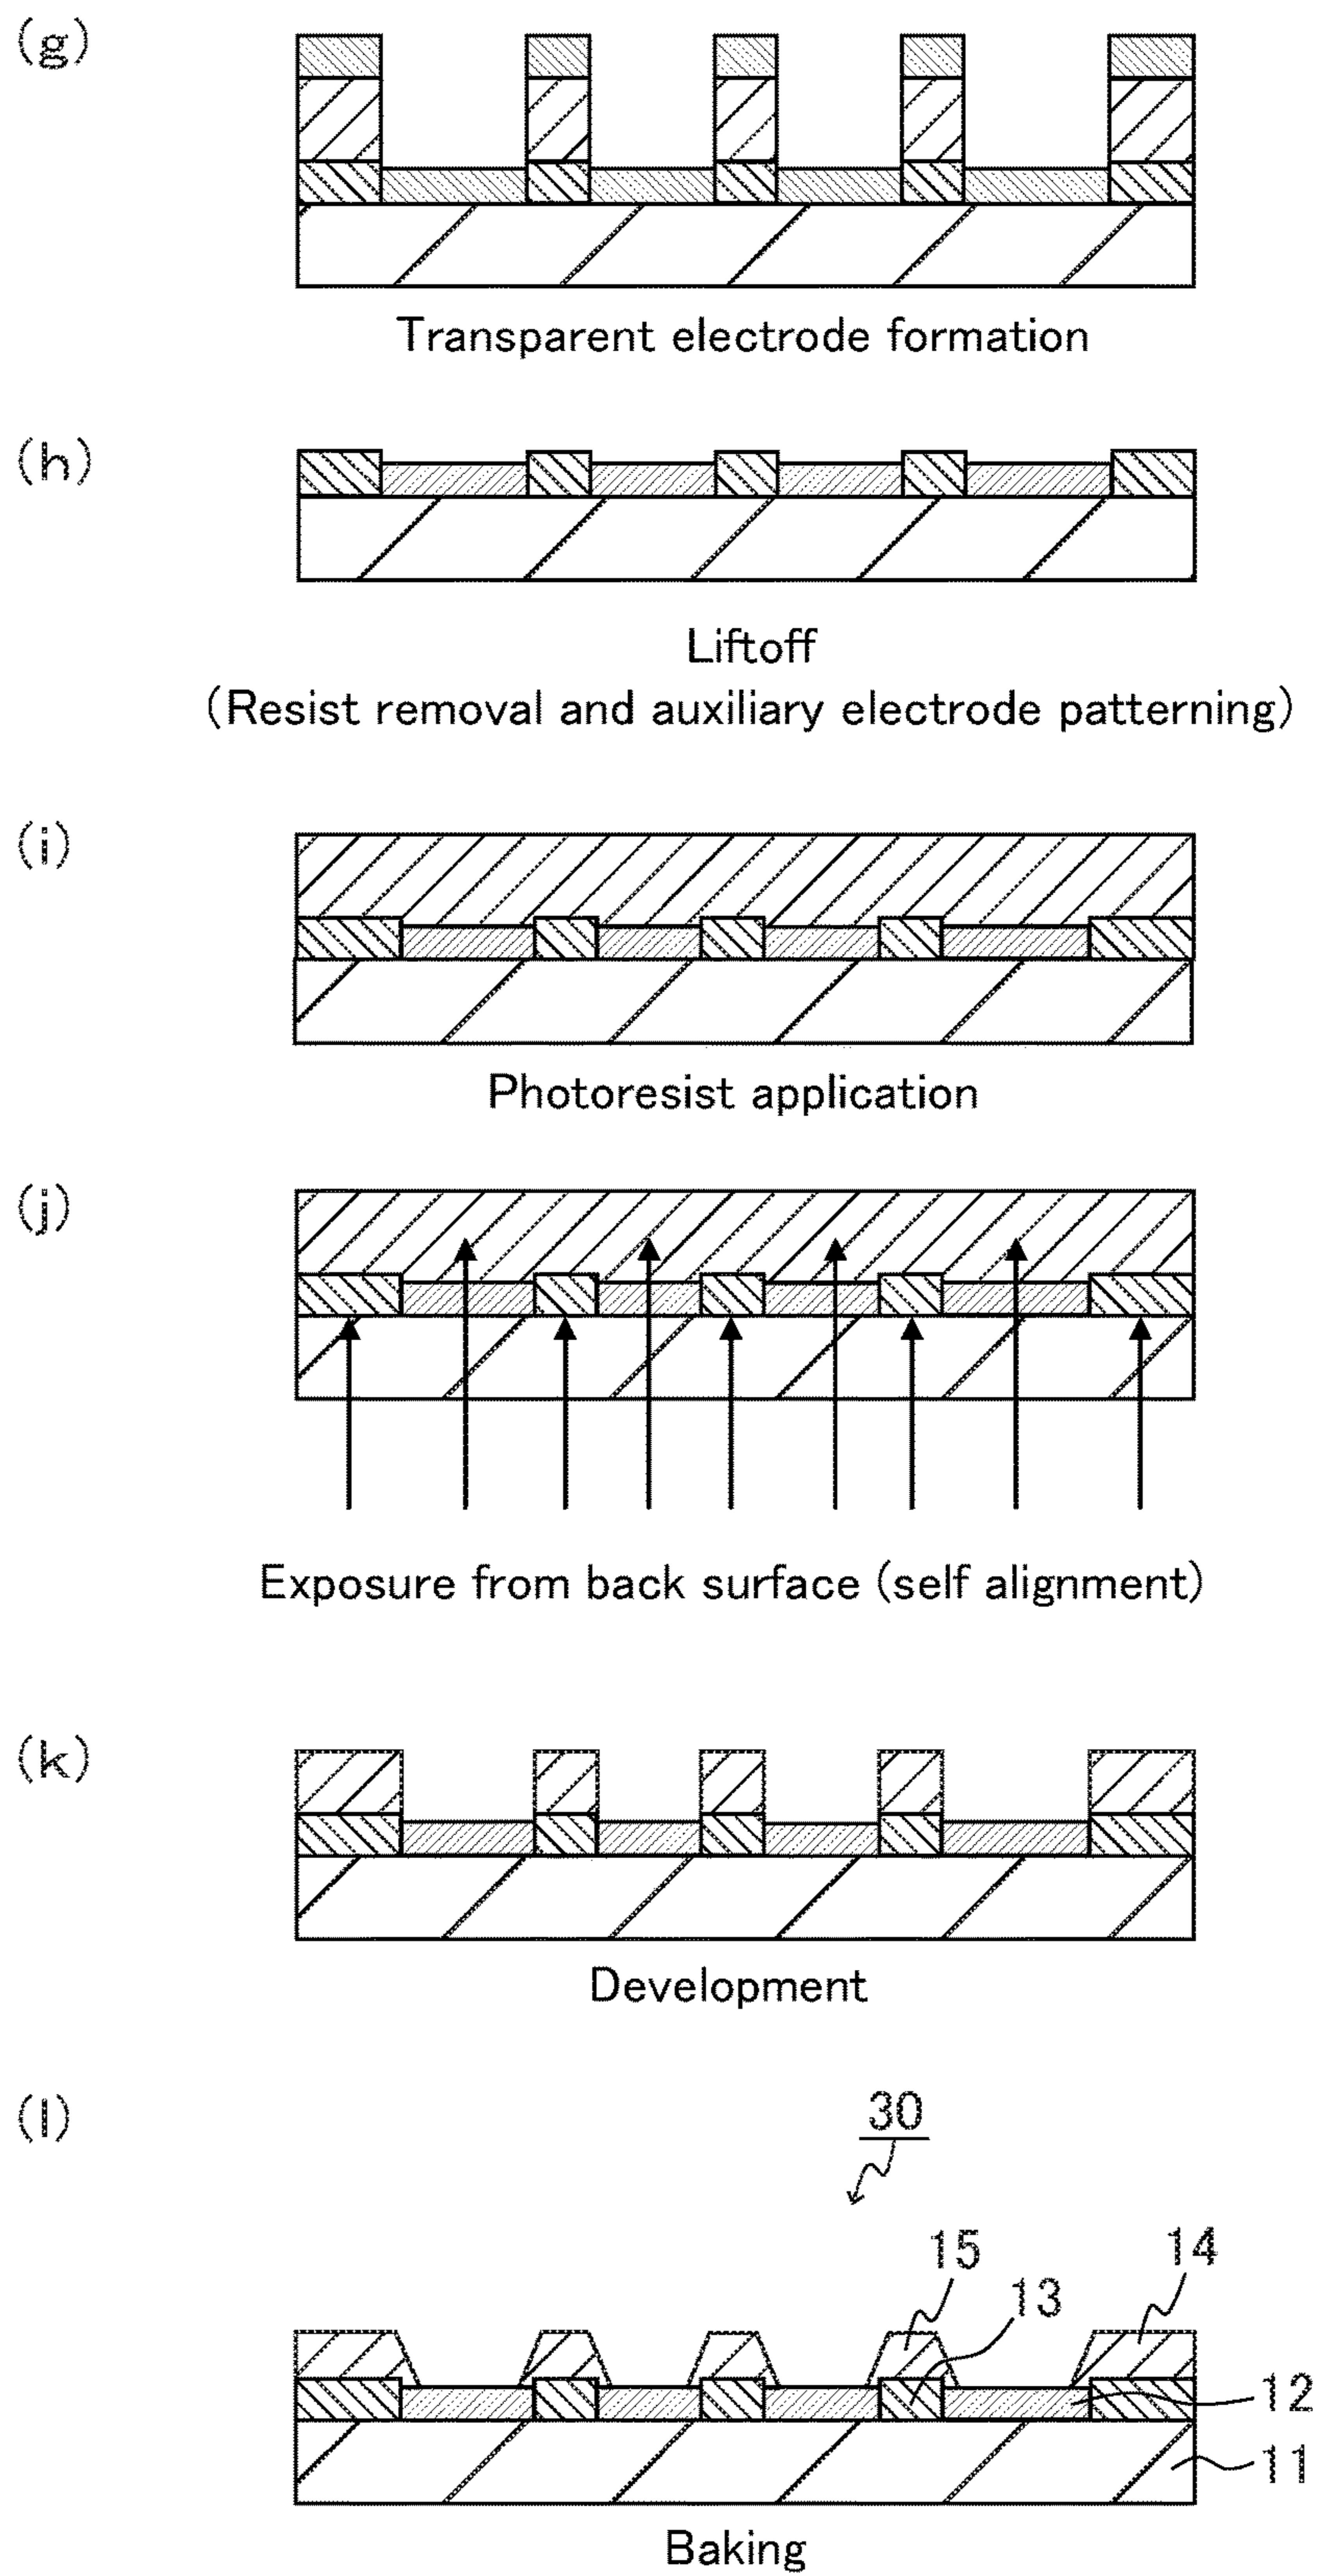 (g)
Transparent electrode formation
(h)
Liftoff
(Resist removal and auxiliary electrode patterning)
(i)
Photoresist application
(j)
Exposure from back surface (self alignment)
(k)
Development
(l)
30
15
14
13
12
11
Baking